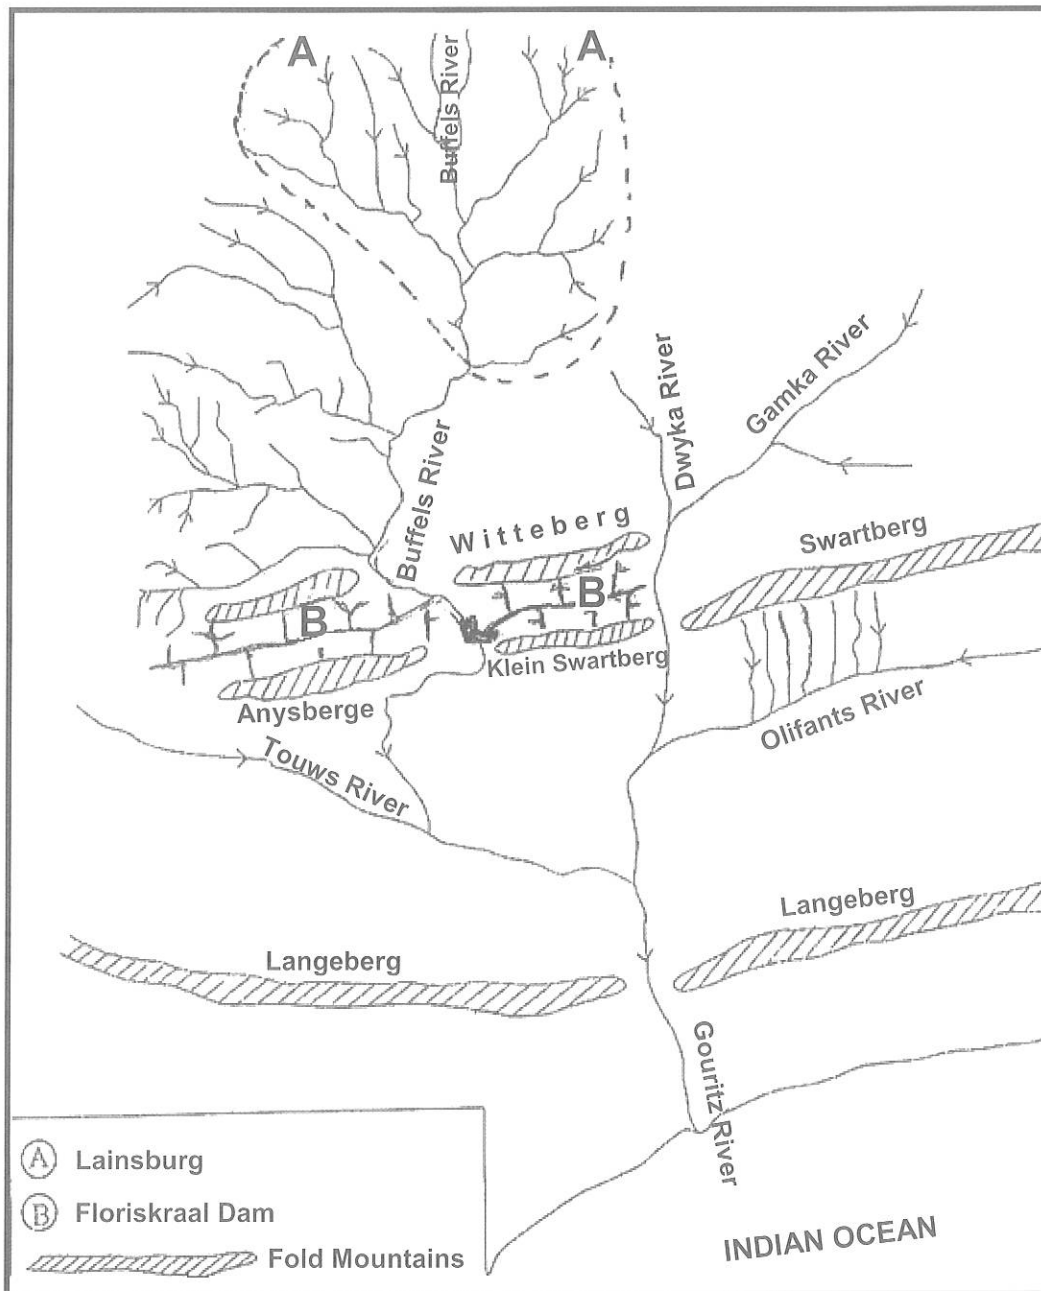 A
A
Buffels River
Gamka River
Dwyka River
Buffels River
Witteberg
Swartberg
B
B
Klein Swartberg
Anysberge
Olifants River
Touws River
Langeberg
Langeberg
Gouritz River
A Lainsburg
B Floriskraal Dam
Fold Mountains
INDIAN OCEAN